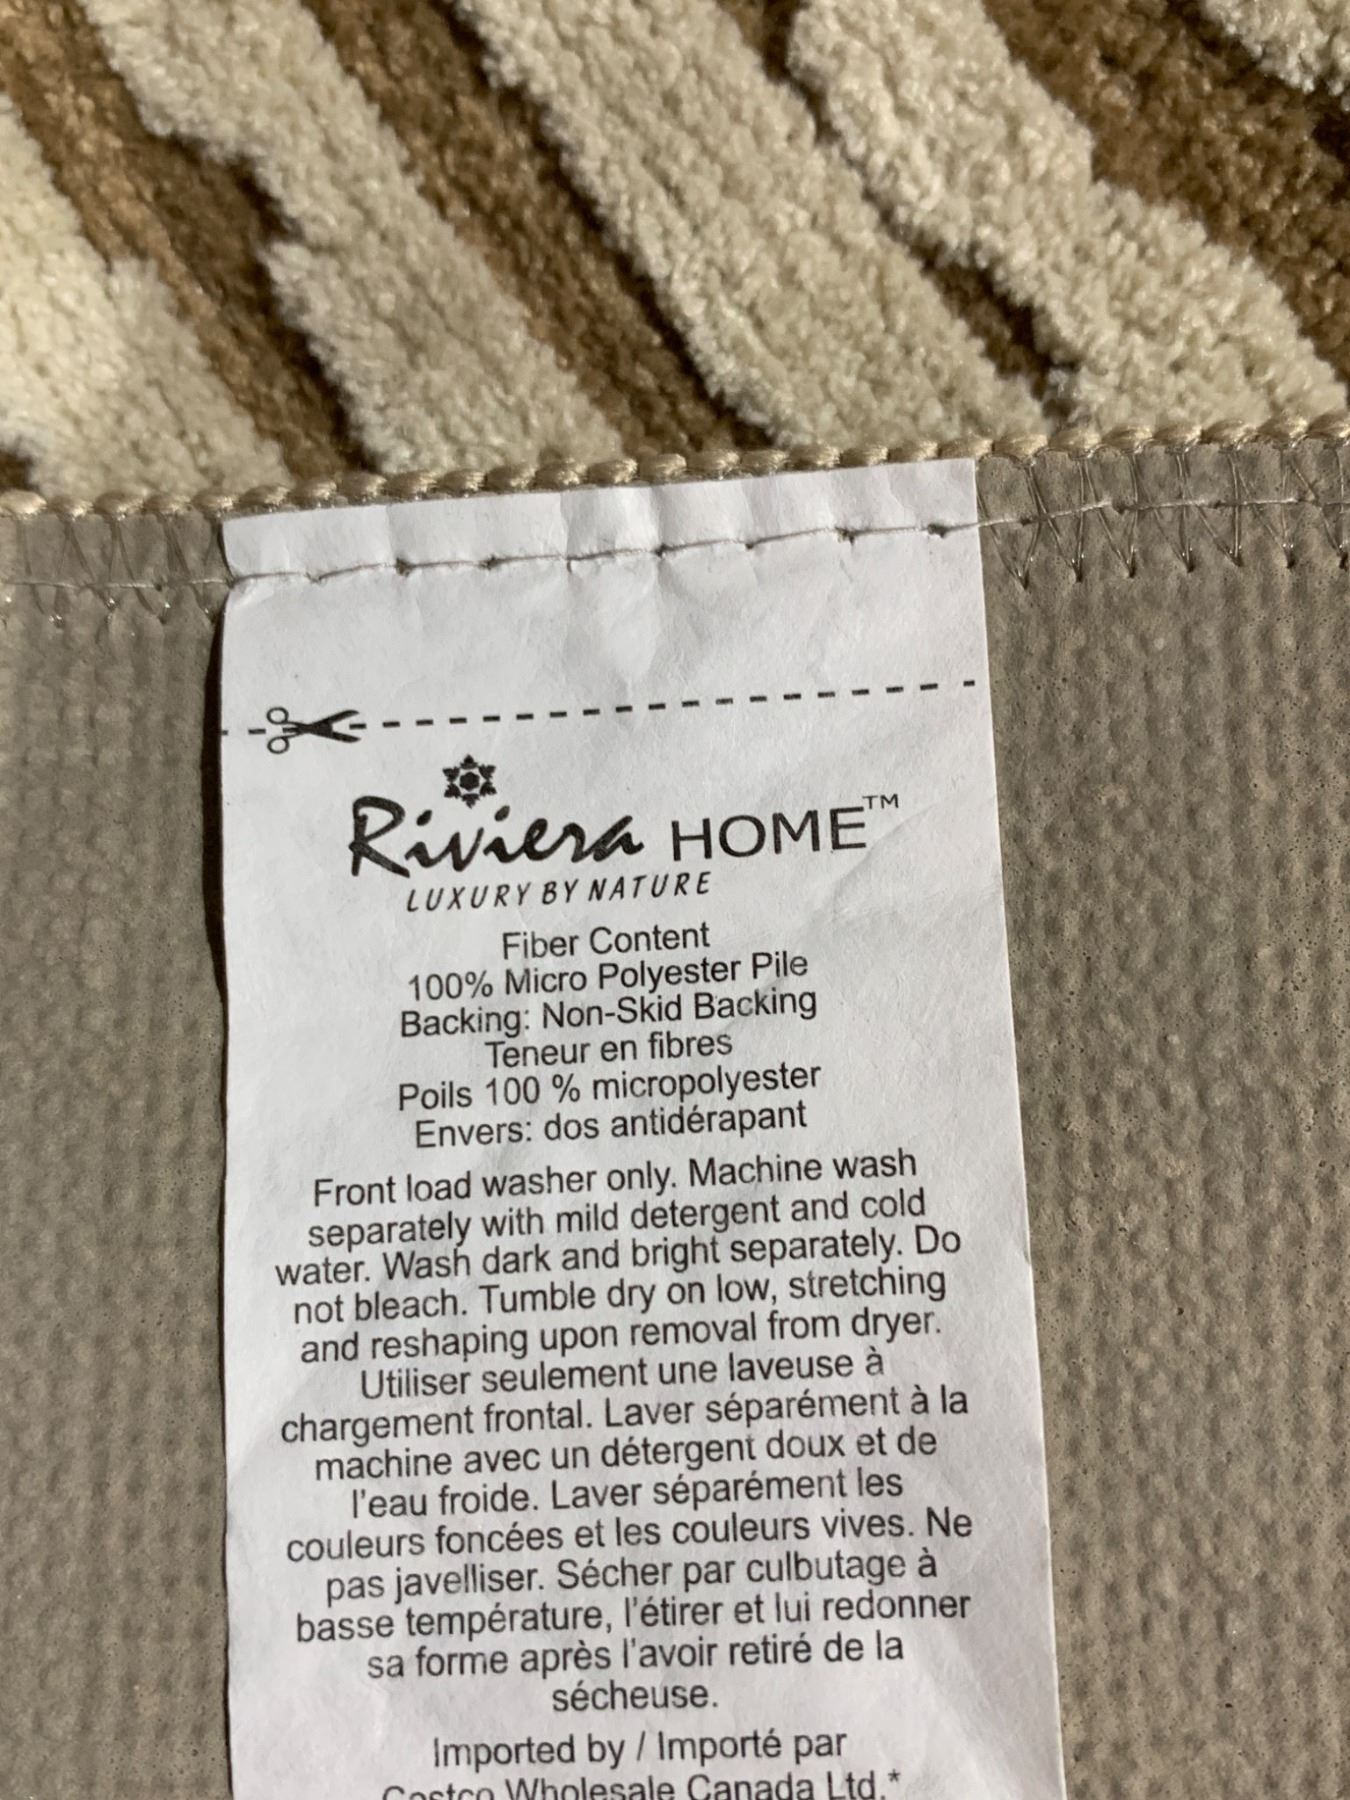 Riviera HOME™
LUXURY BY NATURE
Fiber Content
100% Micro Polyester Pile
Backing: Non-Skid Backing
Teneur en fibres
Poils 100 % micropolyester
Envers: dos antidérapant
Front load washer only. Machine wash
separately with mild detergent and cold
water. Wash dark and bright separately. Do
not bleach. Tumble dry on low, stretching
and reshaping upon removal from dryer.
Utiliser seulement une laveuse à
chargement frontal. Laver séparément à la
machine avec un détergent doux et de
l'eau froide. Laver séparément les
couleurs foncées et les couleurs vives. Ne
pas javelliser. Sécher par culbutage à
basse température, l'étirer et lui redonner
sa forme après l'avoir retiré de la
sécheuse.
Imported by / Importé par
Costco Wholesale Canada Ltd.*